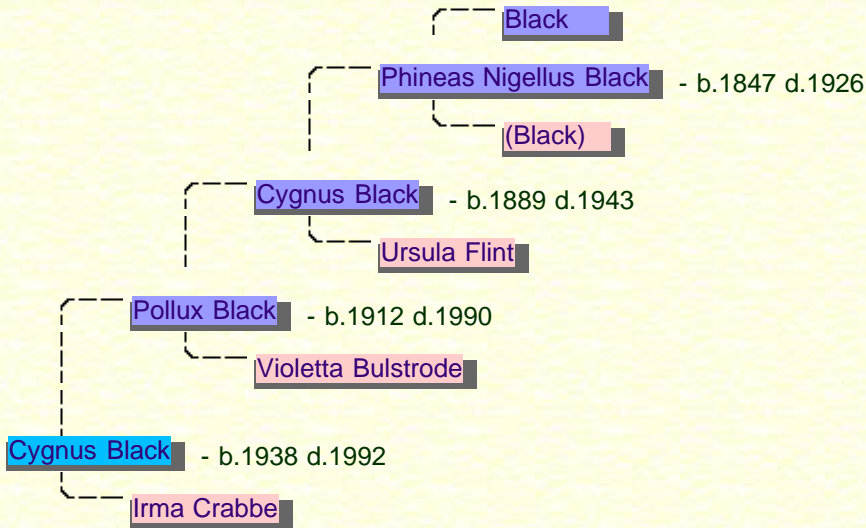 Black
Phineas Nigellus Black - b.1847 d.1926
(Black)
Cygnus Black - b.1889 d.1943
Ursula Flint
Pollux Black - b.1912 d.1990
Violetta Bulstrode
Cygnus Black - b.1938 d.1992
Irma Crabbe